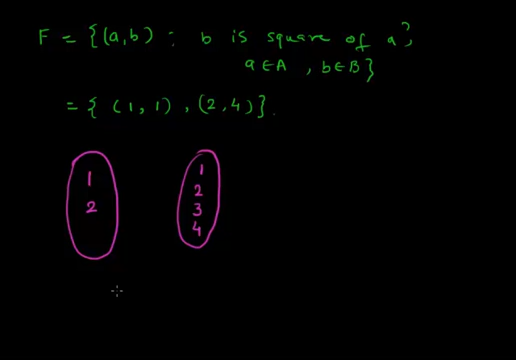 F = {(a,b) : b is square of a,
a∈A , b∈B}
= { (1,1) , (2,4)}.
1 1
2 2
3
4